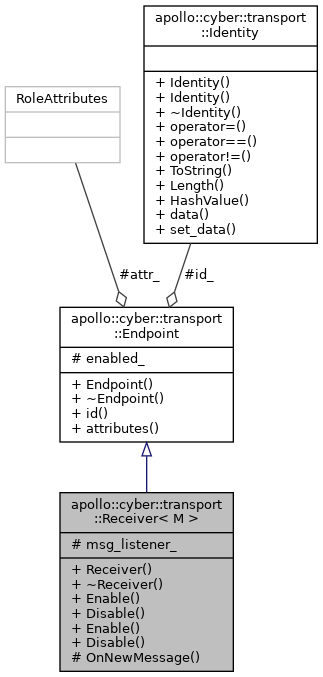 apollo::cyber::transport
::Identity
+ Identity()
+ Identity()
+ ~Identity()
+ operator=()
+ operator==()
+ operator!=()
+ ToString()
+ Length()
+ HashValue()
+ data()
+ set_data()
RoleAttributes
#attr_
#id_
apollo::cyber::transport
::Endpoint
# enabled_
+ Endpoint()
+ ~Endpoint()
+ id()
+ attributes()
apollo::cyber::transport
::Receiver< M >
# msg_listener_
+ Receiver()
+ ~Receiver()
+ Enable()
+ Disable()
+ Enable()
+ Disable()
# OnNewMessage()